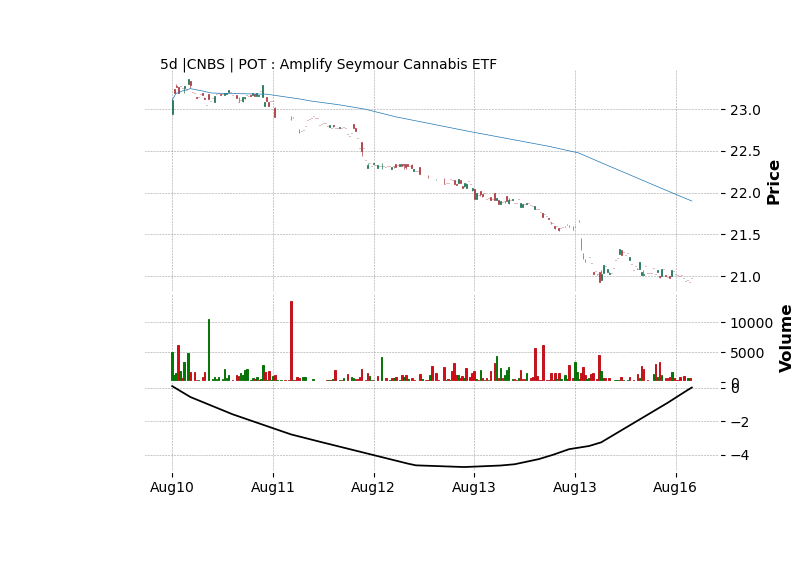 5d |CNBS | POT : Amplify Seymour Cannabis ETF
23.0
22.5
22.0
21.5
21.0
Price
10000
5000
0
Volume
0
−2
−4
Aug10 Aug11 Aug12 Aug13 Aug13 Aug16